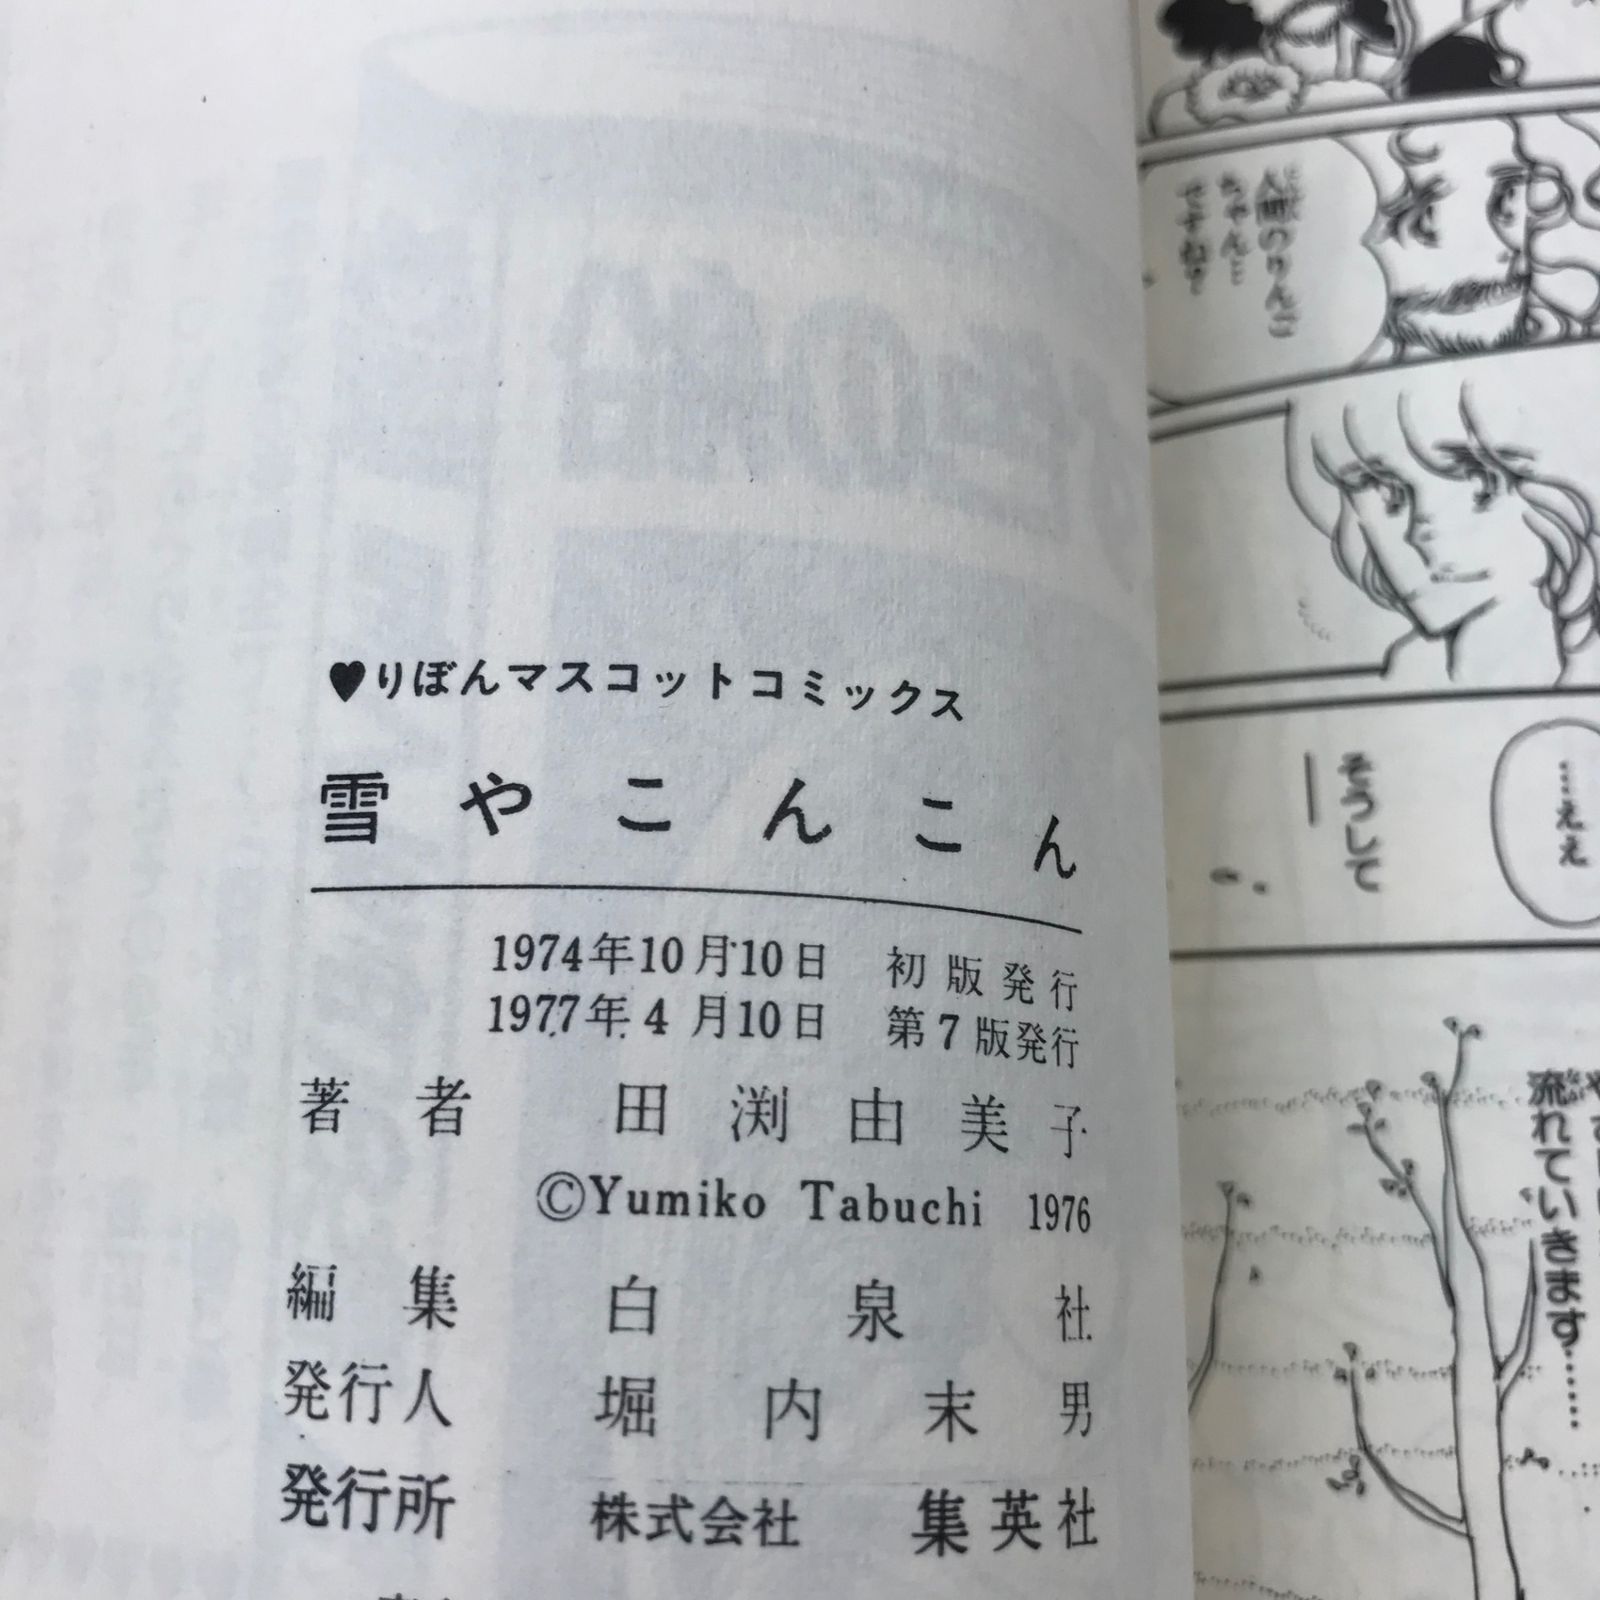 ♥りぼんマスコットコミックス
雪やこんこん
1974年10月10日 初版発行
1977年4月10日 第7版発行
著者 田渕由美子
©Yumiko Tabuchi 1976
編集 白泉社
発行人 堀内末男
発行所 株式会社 集英社
…ええ
そうして
流れていきます……